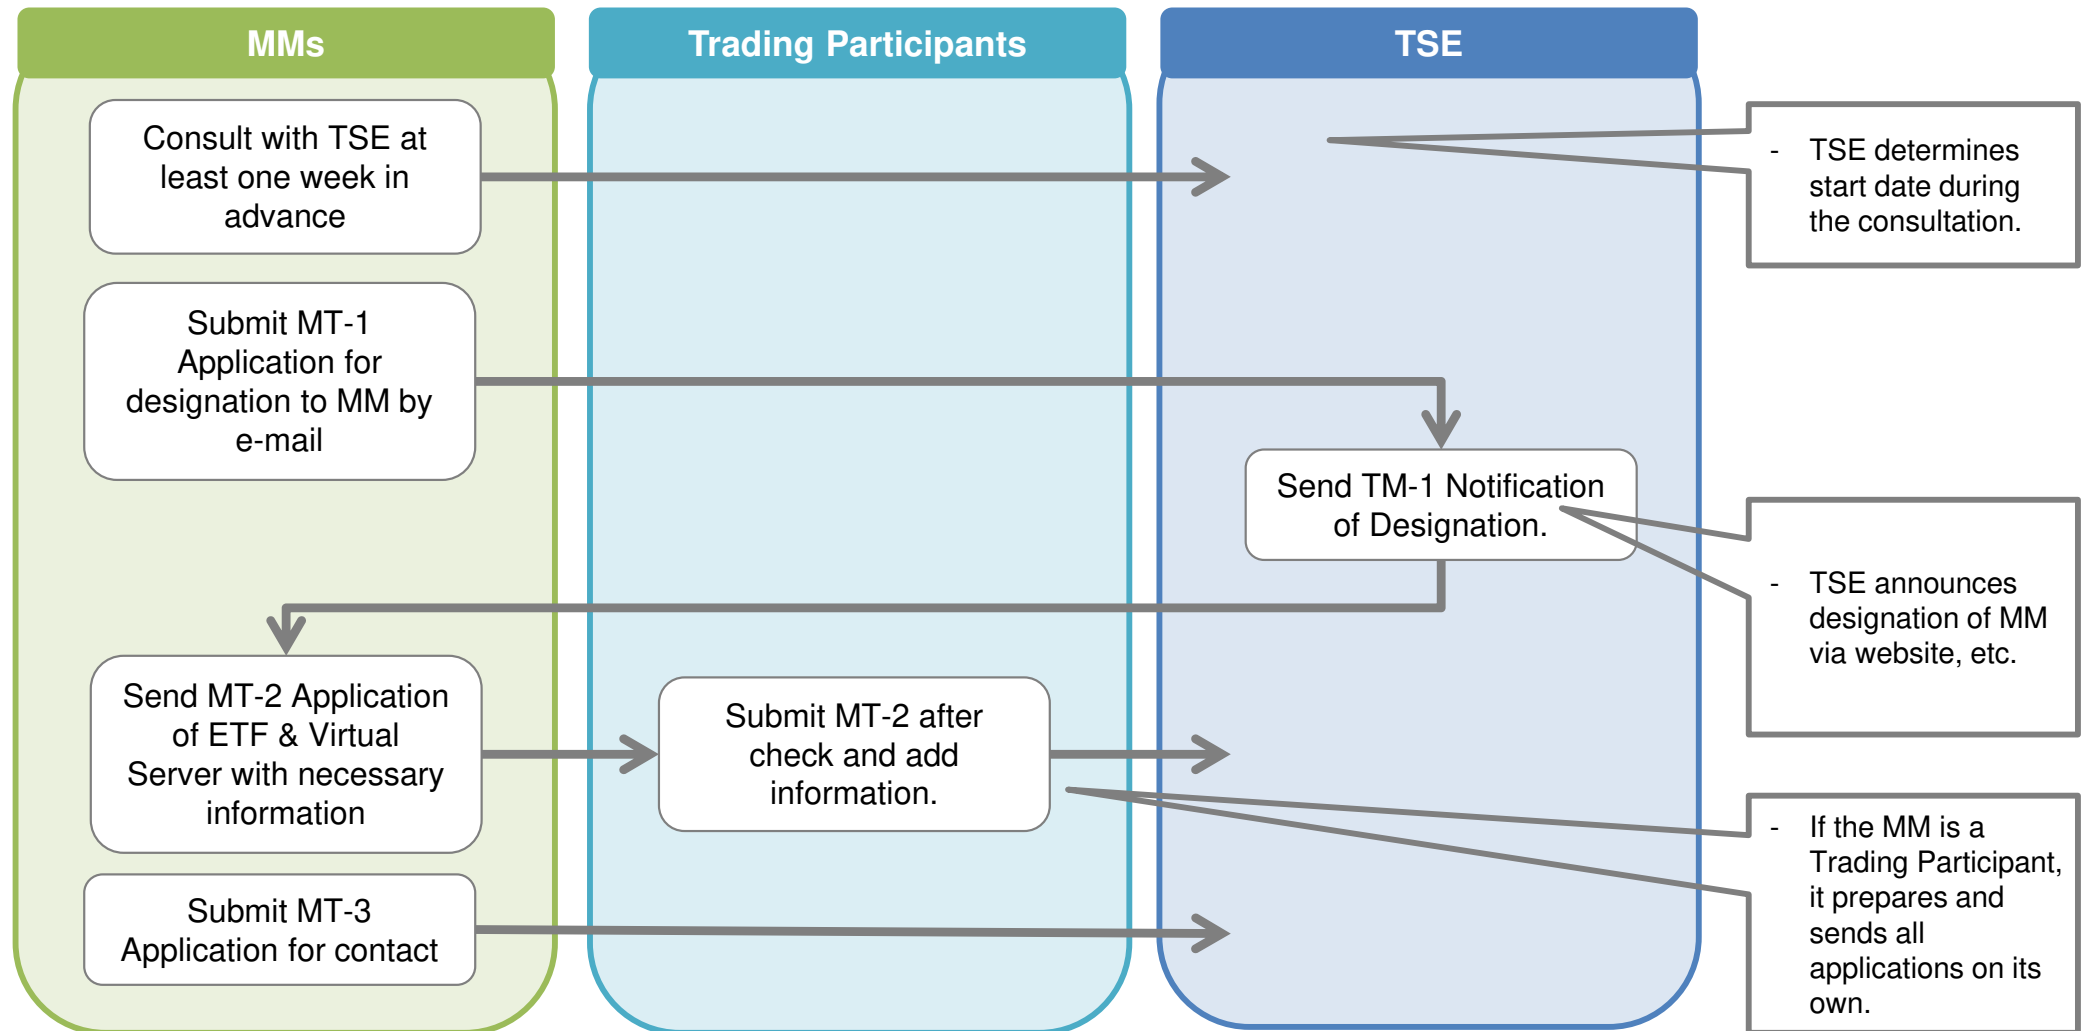 MMs
Trading Participants
TSE
Consult with TSE at
least one week in
advance
- TSE determines
start date during
the consultation.
Submit MT-1
Application for
designation to MM by
e-mail
Send TM-1 Notification
of Designation.
- TSE announces
designation of MM
via website, etc.
Send MT-2 Application
of ETF & Virtual
Server with necessary
information
Submit MT-2 after
check and add
information.
- If the MM is a
Trading Participant,
it prepares and
sends all
applications on its
own.
Submit MT-3
Application for contact